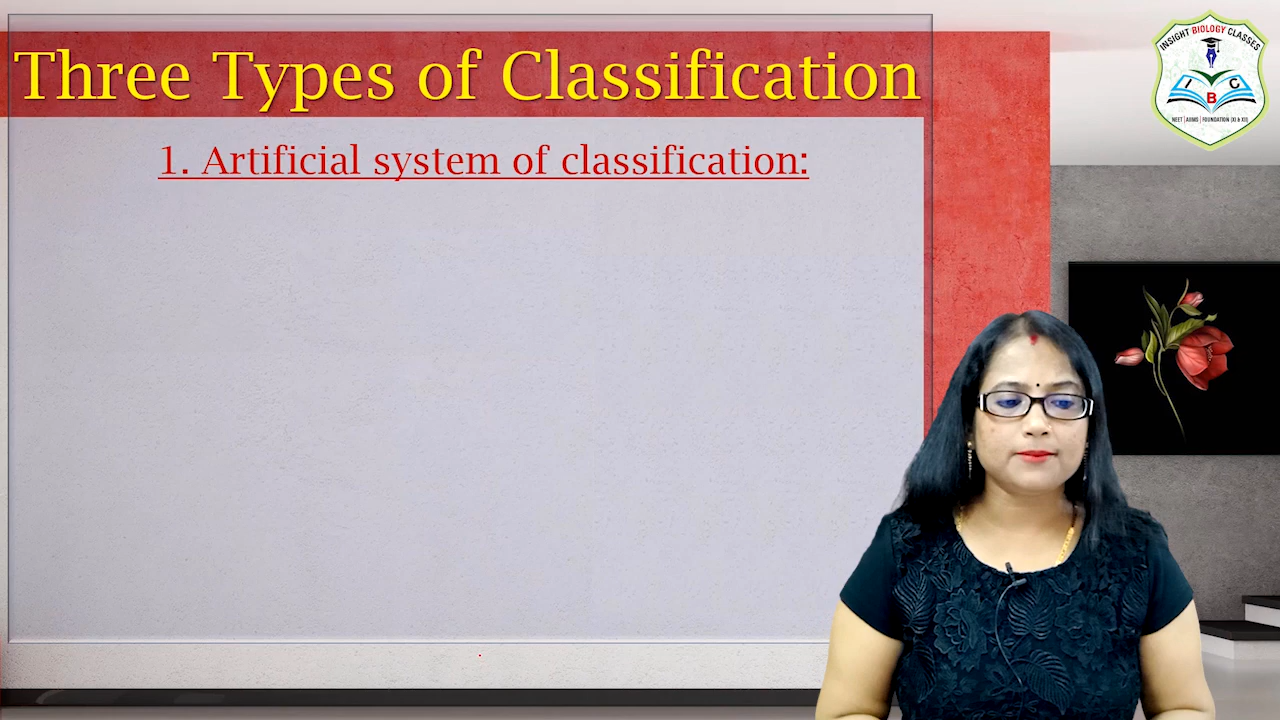 Three Types of Classification
1. Artificial system of classification:
INSIGHT BIOLOGY CLASSES
I B C
NEET | AIIMS | FOUNDATION (XI & XII)